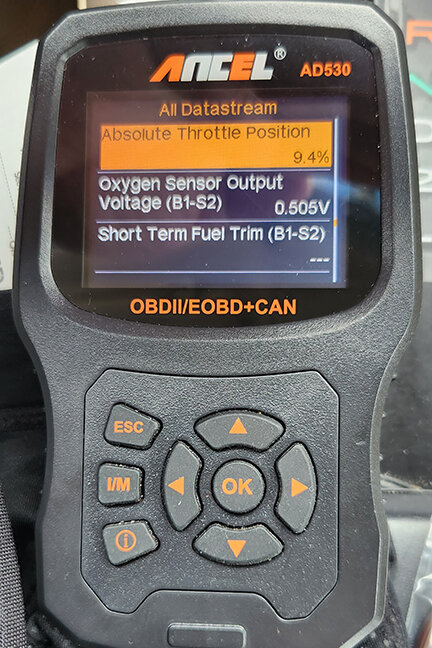 ANCEL®
AD530
All Datastream
Absolute Throttle Position
9.4%
Oxygen Sensor Output
Voltage (B1-S2) 0.505V
Short Term Fuel Trim (B1-S2)
---
OBDII/EOBD+CAN
ESC
I/M
OK
i